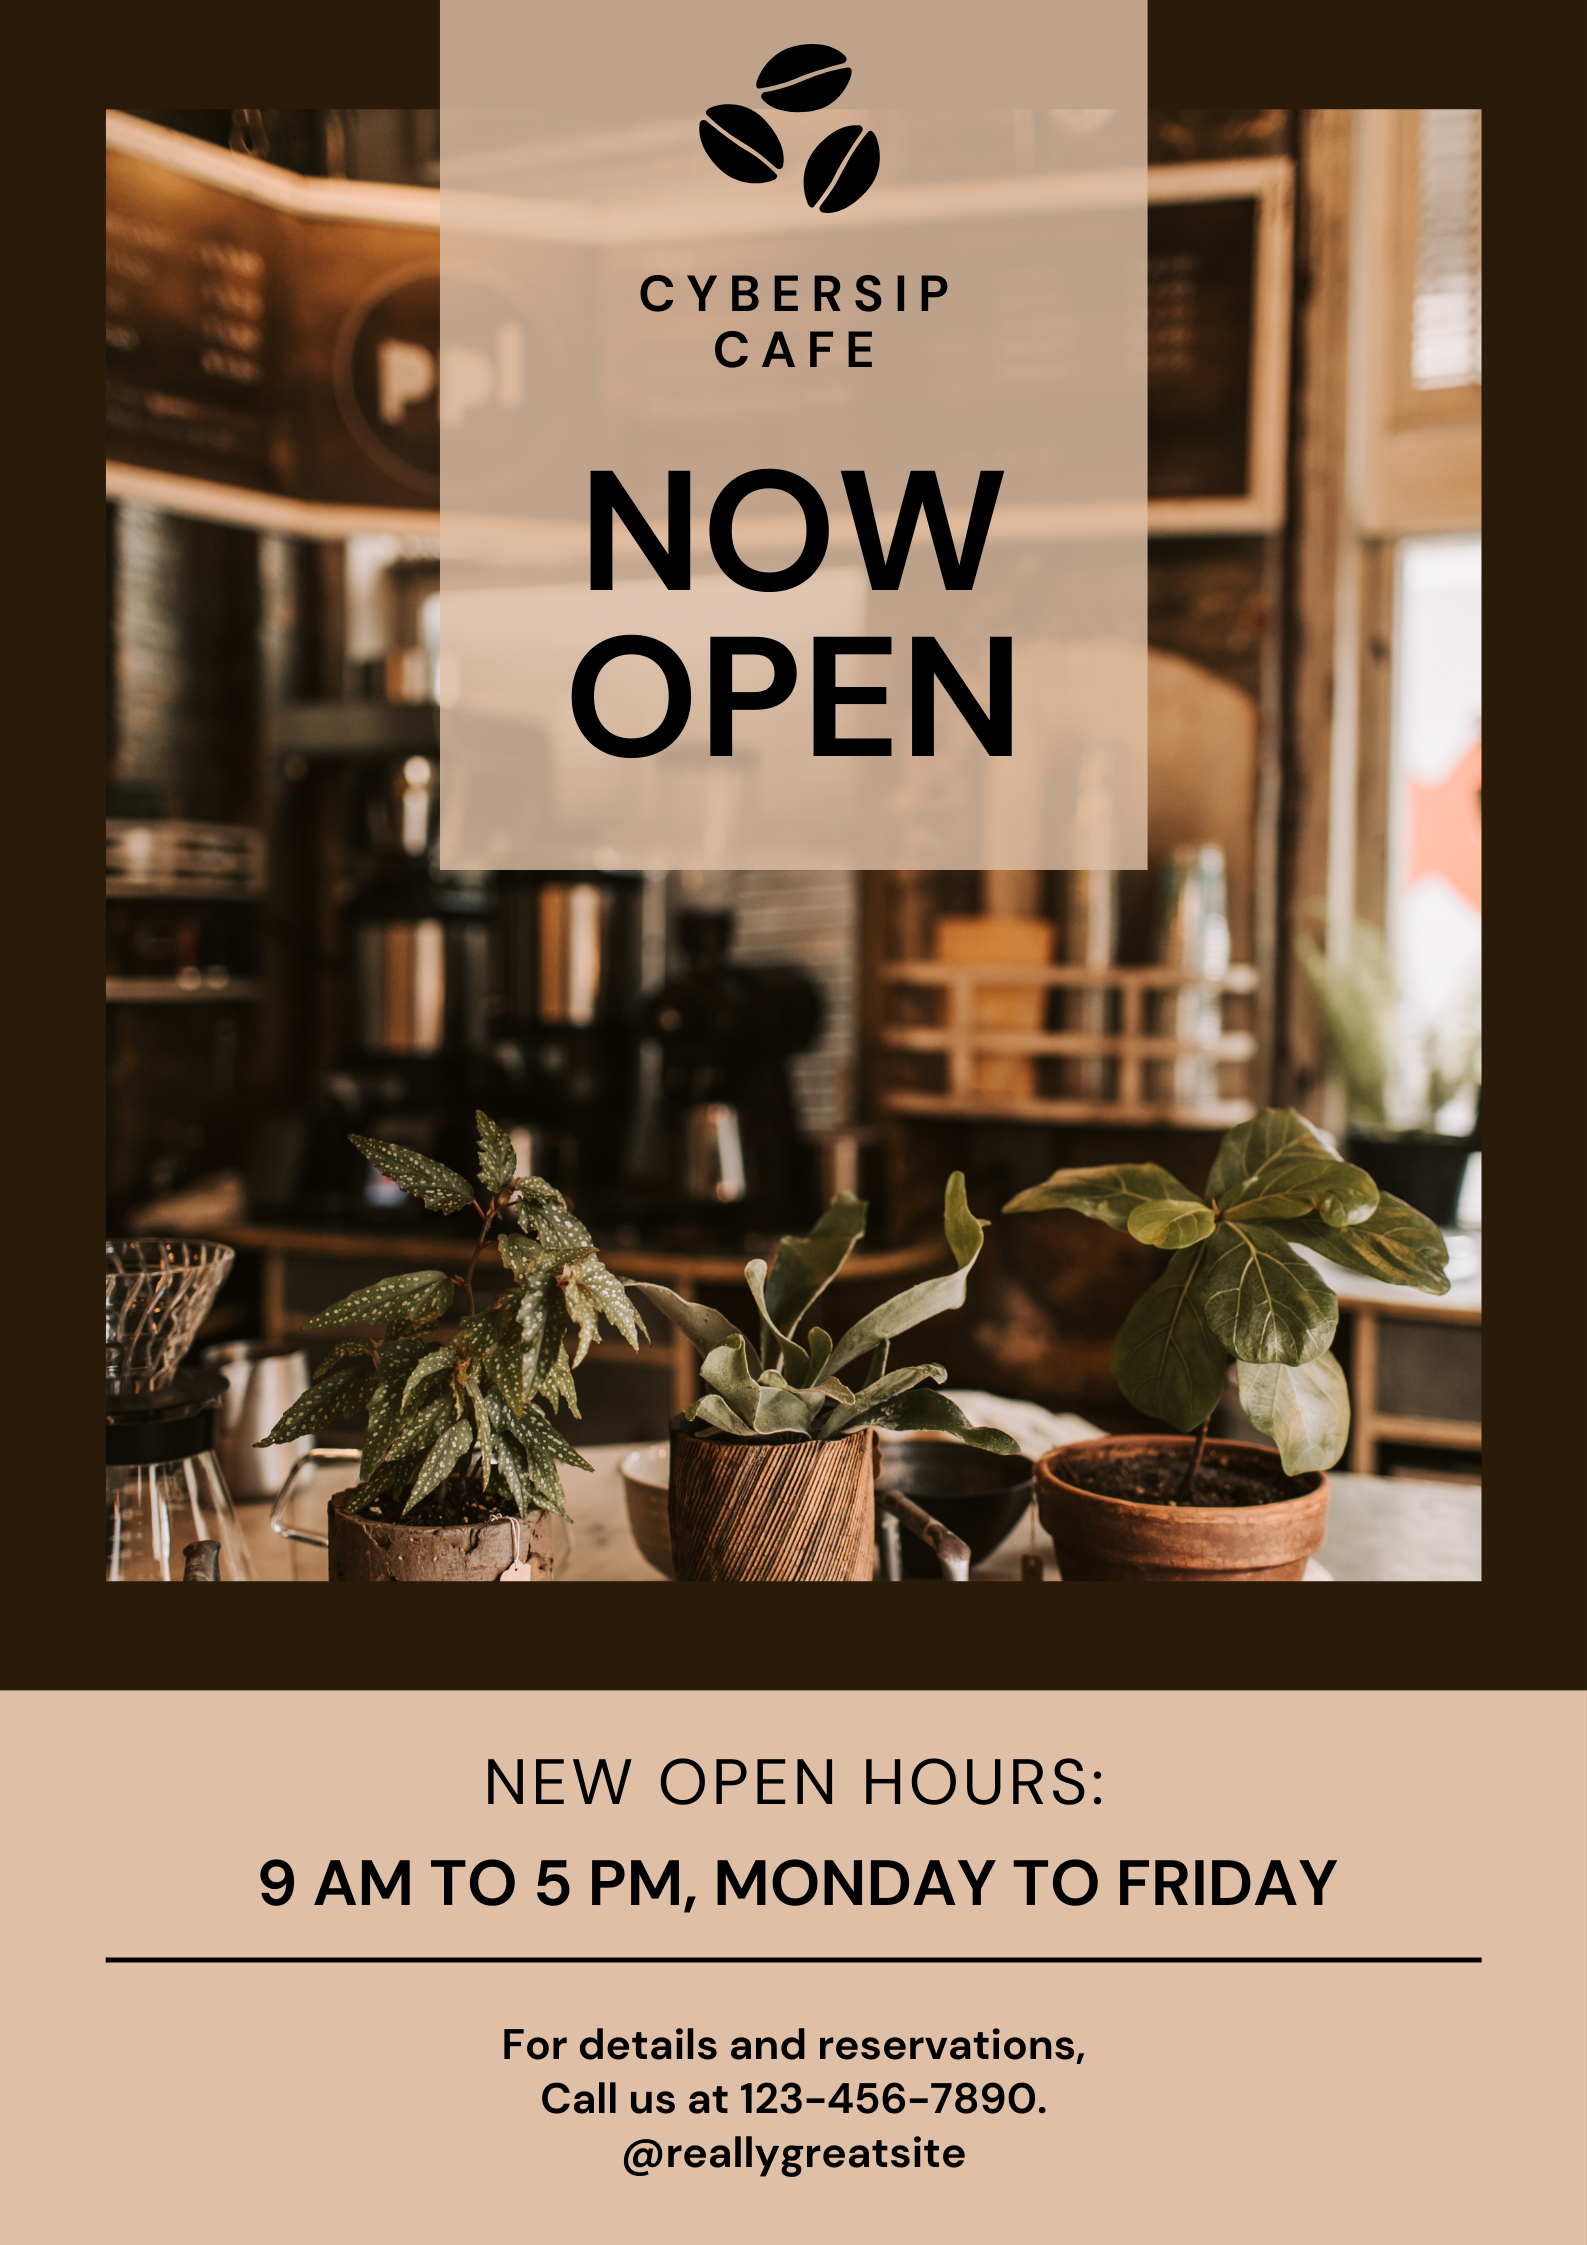 CYBERSIP
CAFE
NOW
OPEN
NEW OPEN HOURS:
9 AM TO 5 PM, MONDAY TO FRIDAY
For details and reservations,
Call us at 123-456-7890.
@reallygreatsite